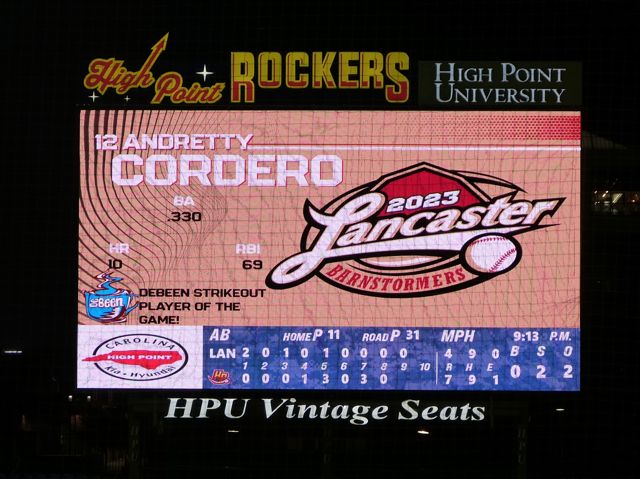 High Point ROCKERS HIGH POINT UNIVERSITY
12 ANDRETTY
CORDERO
BA
.330
HR RBI
10 69
2023
Lancaster
BARNSTORMERS
DEBEEN
DEBEEN STRIKEOUT
PLAYER OF THE
GAME!
CAROLINA
HIGH POINT
Kia - Hyundai
AB HOME P 11 ROAD P 31 MPH 9:13 P.M.
LAN 2 0 1 0 1 0 0 0 0 4 9 0 B S O
1 2 3 4 5 6 7 8 9 10 R H E
HP 0 0 0 1 3 0 3 0 7 9 1 0 2 2
HPU Vintage Seats